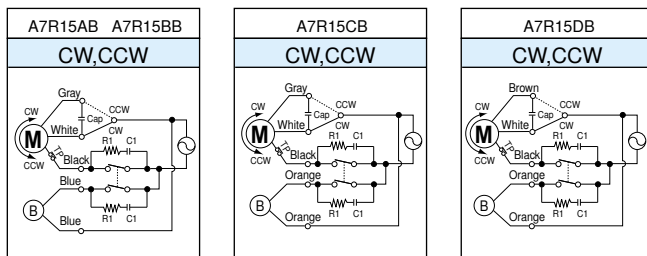 A7R15AB A7R15BB
CW,CCW
Gray
CW
CCW
Cap
White
CW
M
R1 C1
TP
CCW
Black
Blue
B
R1 C1
Blue
A7R15CB
CW,CCW
Gray
CW
CCW
Cap
White
CW
M
R1 C1
TP
CCW
Black
Orange
B
R1 C1
Orange
A7R15DB
CW,CCW
Brown
CW
CCW
Cap
White
CW
M
R1 C1
TP
CCW
Black
Orange
B
R1 C1
Orange